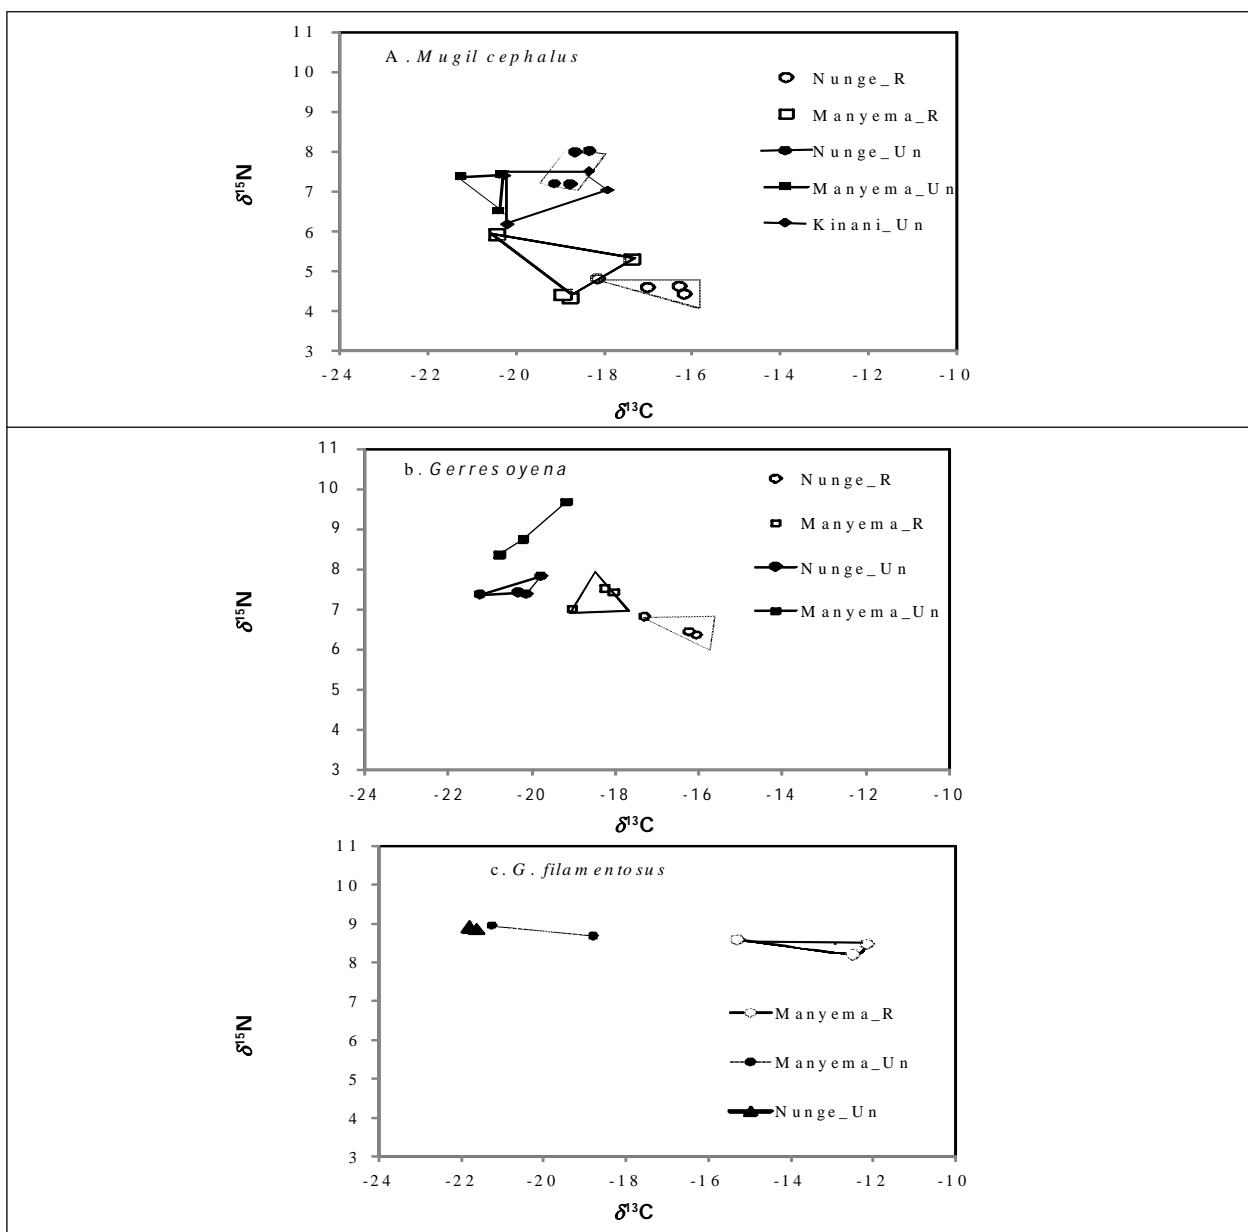 A. Mugil cephalus
11
10
9
8
7
6
5
4
3
δ15N
-24 -22 -20 -18 -16 -14 -12 -10
δ13C
Nunge_R
Manyema_R
Nunge_Un
Manyema_Un
Kinani_Un
b. Gerres oyena
11
10
9
8
7
6
5
4
3
δ15N
-24 -22 -20 -18 -16 -14 -12 -10
δ13C
Nunge_R
Manyema_R
Nunge_Un
Manyema_Un
c. G. filamentosus
11
10
9
8
7
6
5
4
3
δ15N
-24 -22 -20 -18 -16 -14 -12 -10
δ13C
Manyema_R
Manyema_Un
Nunge_Un